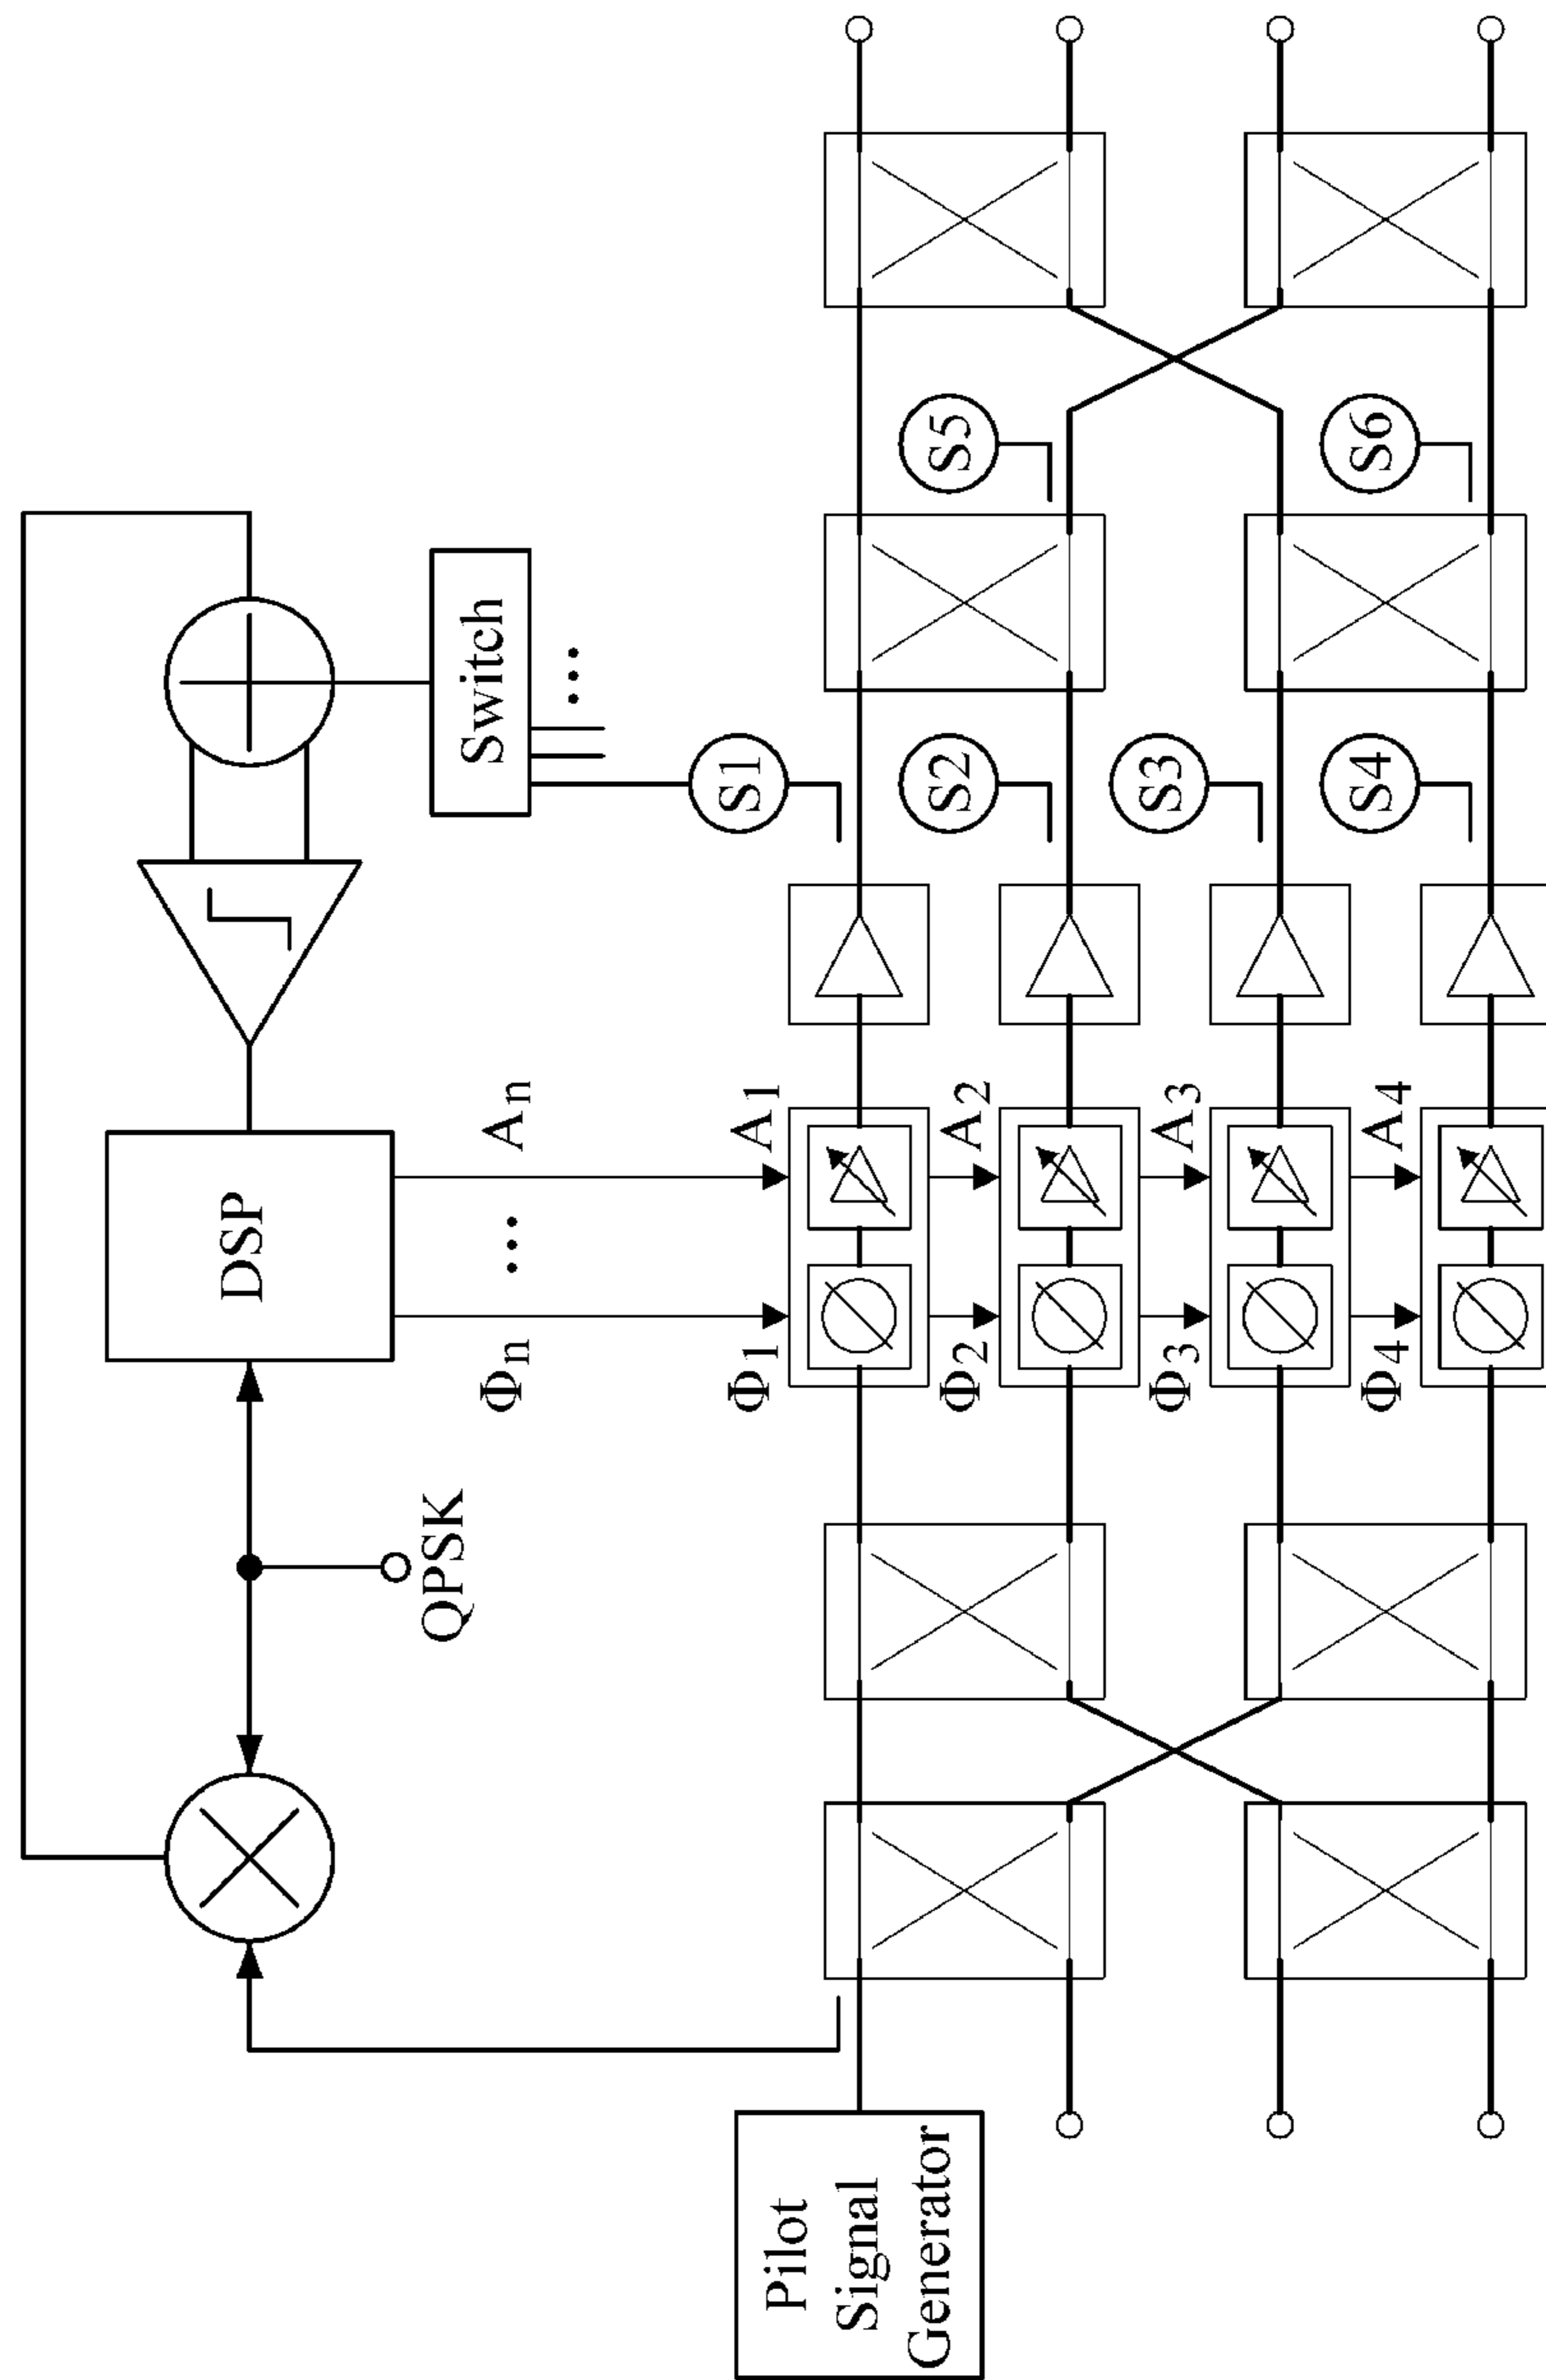 QPSK
DSP
Switch
Φn
...
An
...
Φ1
A1
S1
Φ2
A2
S2
S5
Φ3
A3
S3
Φ4
A4
S4
S6
Pilot
Signal
Generator